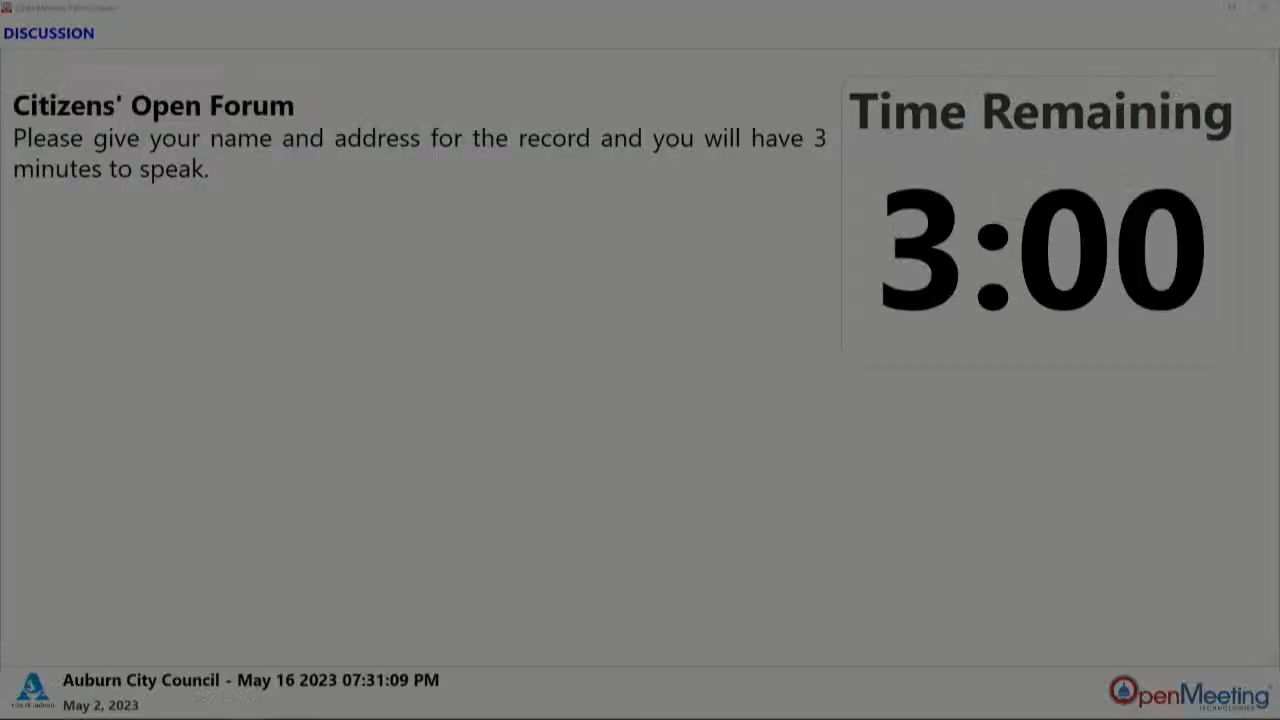 DISCUSSION
Citizens' Open Forum
Please give your name and address for the record and you will have 3
minutes to speak.
Time Remaining
3:00
Auburn City Council - May 16 2023 07:31:09 PM
May 2, 2023
OpenMeeting
TECHNOLOGIES